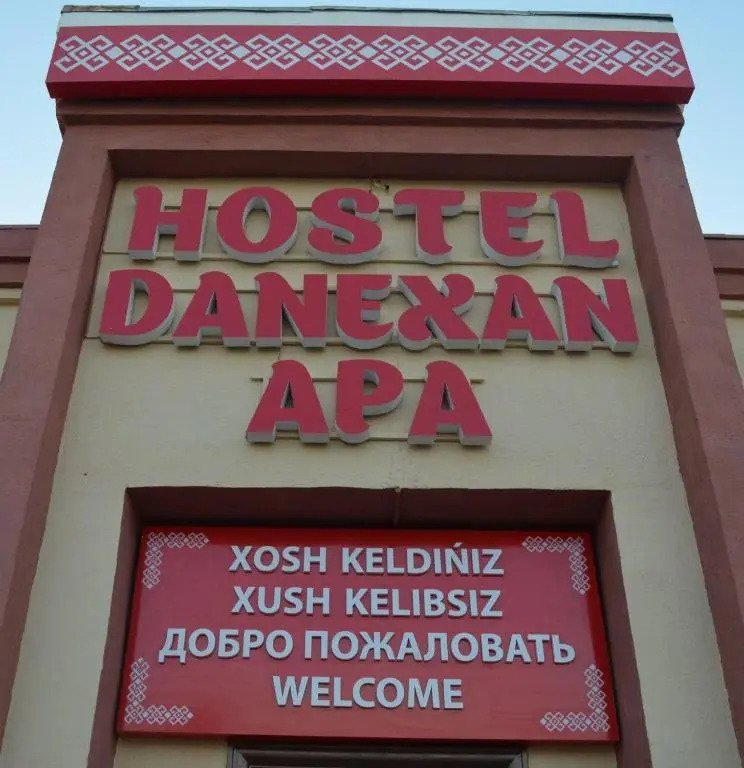 HOSTEL
DANEXAN
APA
XOSH KELDIŃIZ
XUSH KELIBSIZ
ДОБРО ПОЖАЛОВАТЬ
WELCOME